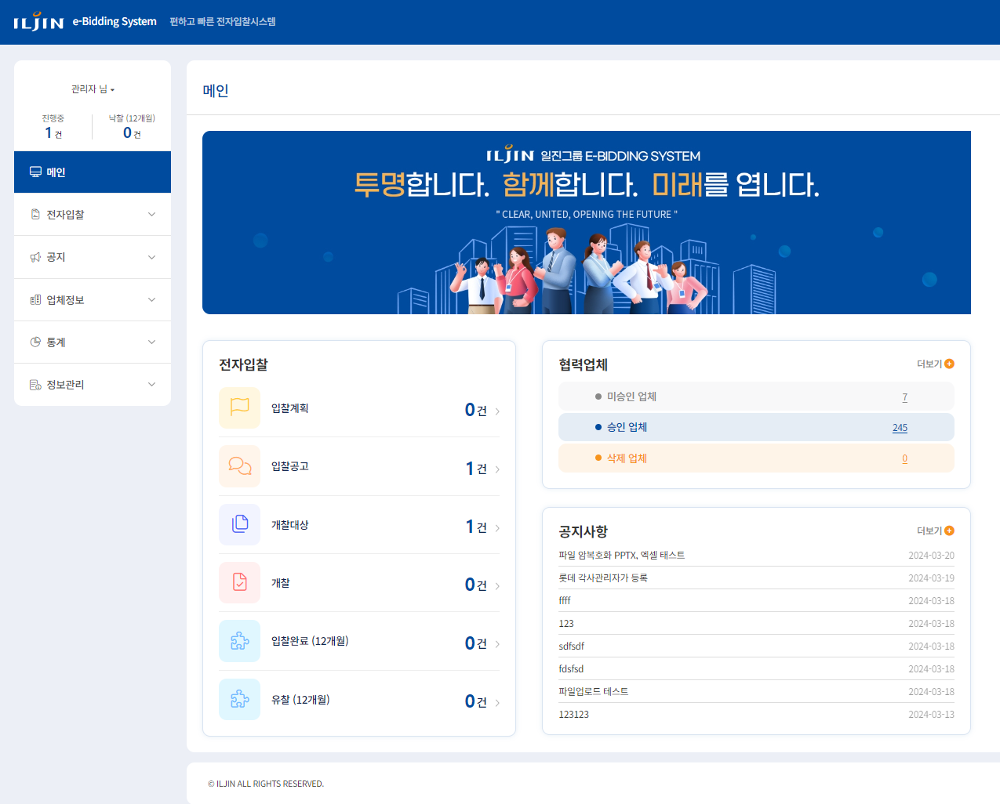 ILJIN e-Bidding System 편하고 빠른 전자입찰시스템
관리자 님
진행중
1 건
낙찰 (12개월)
0 건
메인
전자입찰
공지
업체정보
통계
정보관리
메인
ILJIN 일진그룹 E-BIDDING SYSTEM
투명합니다. 함께합니다. 미래를 엽니다.
" CLEAR, UNITED, OPENING THE FUTURE "
전자입찰
입찰계획 0 건
입찰공고 1 건
개찰대상 1 건
개찰 0 건
입찰완료 (12개월) 0 건
유찰 (12개월) 0 건
협력업체 더보기
미승인 업체 7
승인 업체 245
삭제 업체 0
공지사항 더보기
파일 암복호화 PPTX, 엑셀 태스트 2024-03-20
롯데 각사관리자가 등록 2024-03-19
ffff 2024-03-18
123 2024-03-18
sdfsdf 2024-03-18
fdsfsd 2024-03-18
파일업로드 테스트 2024-03-18
123123 2024-03-13
© ILJIN ALL RIGHTS RESERVED.